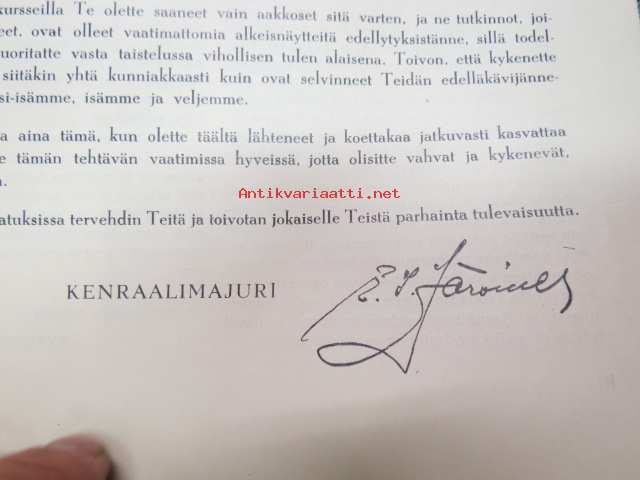 kursseilla Te olette saaneet vain aakkoset sitä varten, ja ne tutkinnot, joi-
eet, ovat olleet vaatimattomia alkeisnäytteitä edellytyksistänne, sillä todel-
uoritatte vasta taistelussa vihollisen tulen alaisena. Toivon, että kykenette
siitäkin yhtä kunniakkaasti kuin ovat selvinneet Teidän edelläkävijänne-
si-isämme, isämme ja veljemme.
a aina tämä, kun olette täältä lähteneet ja koettakaa jatkuvasti kasvattaa
e tämän tehtävän vaatimissa hyveissä, jotta olisitte vahvat ja kykenevät,
a.
Antikvariaatti.net
atuksissa tervehdin Teitä ja toivotan jokaiselle Teistä parhainta tulevaisuutta.
KENRAALIMAJURI
E. J. Järvinen